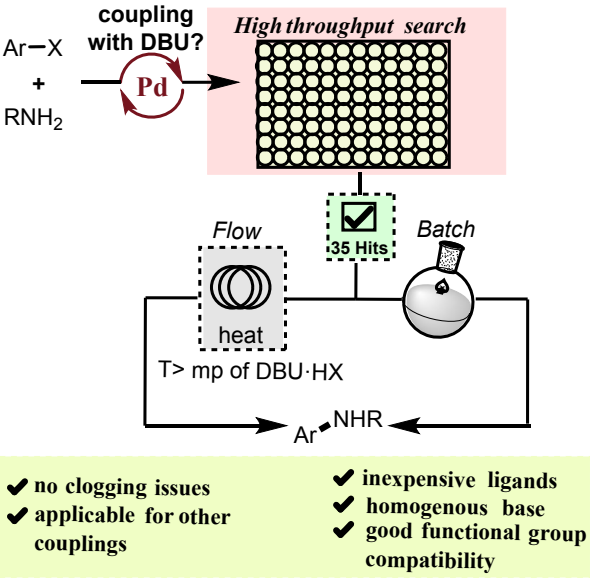 coupling
with DBU?
High throughput search
Ar–X
+
RNH₂
Pd
35 Hits
Flow
Batch
heat
T> mp of DBU·HX
Ar NHR
no clogging issues
applicable for other
couplings
inexpensive ligands
homogenous base
good functional group
compatibility